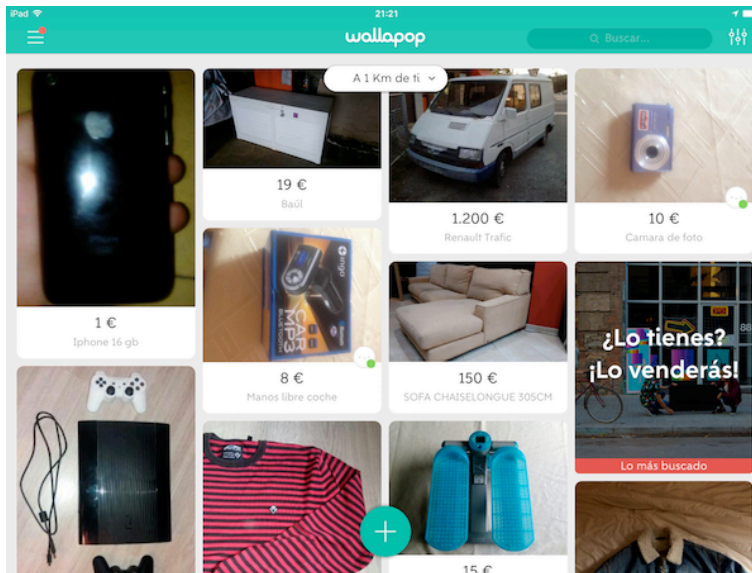 iPad
21:21
wallapop
Buscar...
A 1 Km de ti
1 €
Iphone 16 gb
19 €
Baúl
1.200 €
Renault Trafic
10 €
Camara de foto
ingo
CAR
MP3
8 €
Manos libre coche
150 €
SOFA CHAISELONGUE 305CM
¿Lo tienes?
¡Lo venderás!
Lo más buscado
15 €